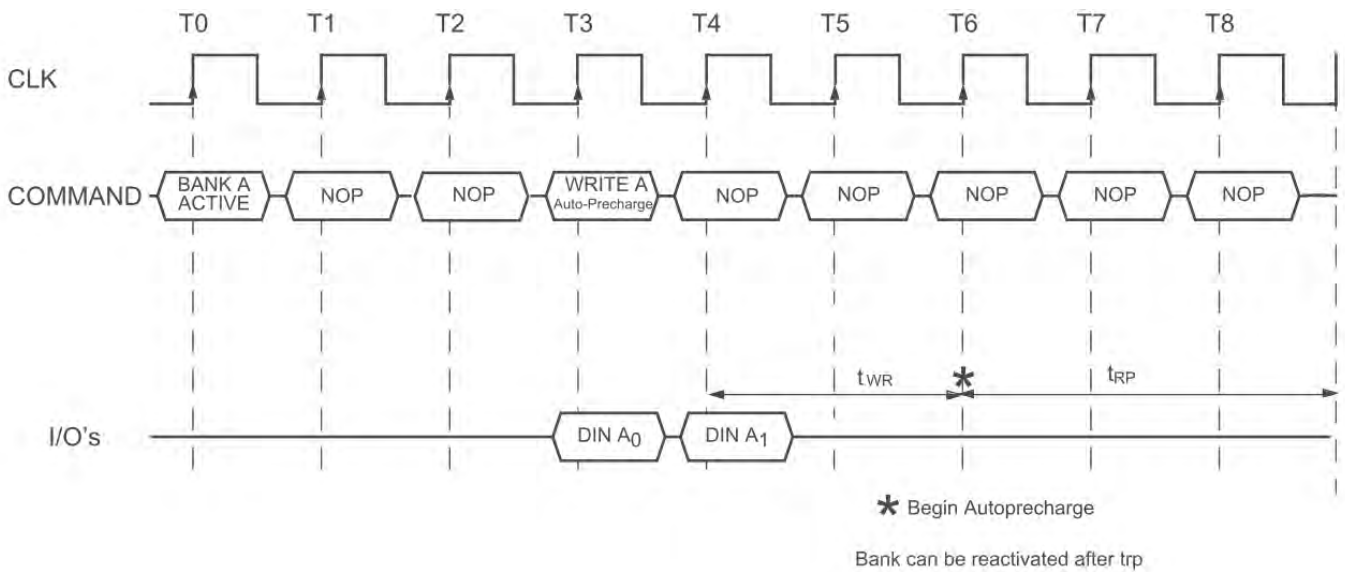 T0 T1 T2 T3 T4 T5 T6 T7 T8
CLK
COMMAND
BANK A
ACTIVE
NOP
NOP
WRITE A
Auto-Precharge
NOP
NOP
NOP
NOP
NOP
tWR
*
tRP
I/O's
DIN A0
DIN A1
* Begin Autoprecharge
Bank can be reactivated after trp